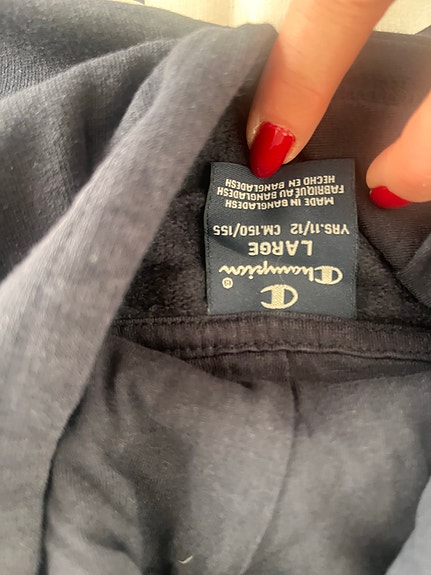 Champion®
LARGE
YRS.11/12 CM.150/155
MADE IN BANGLADESH
FABRIQUÉ AU BANGLADESH
HECHO EN BANGLADESH